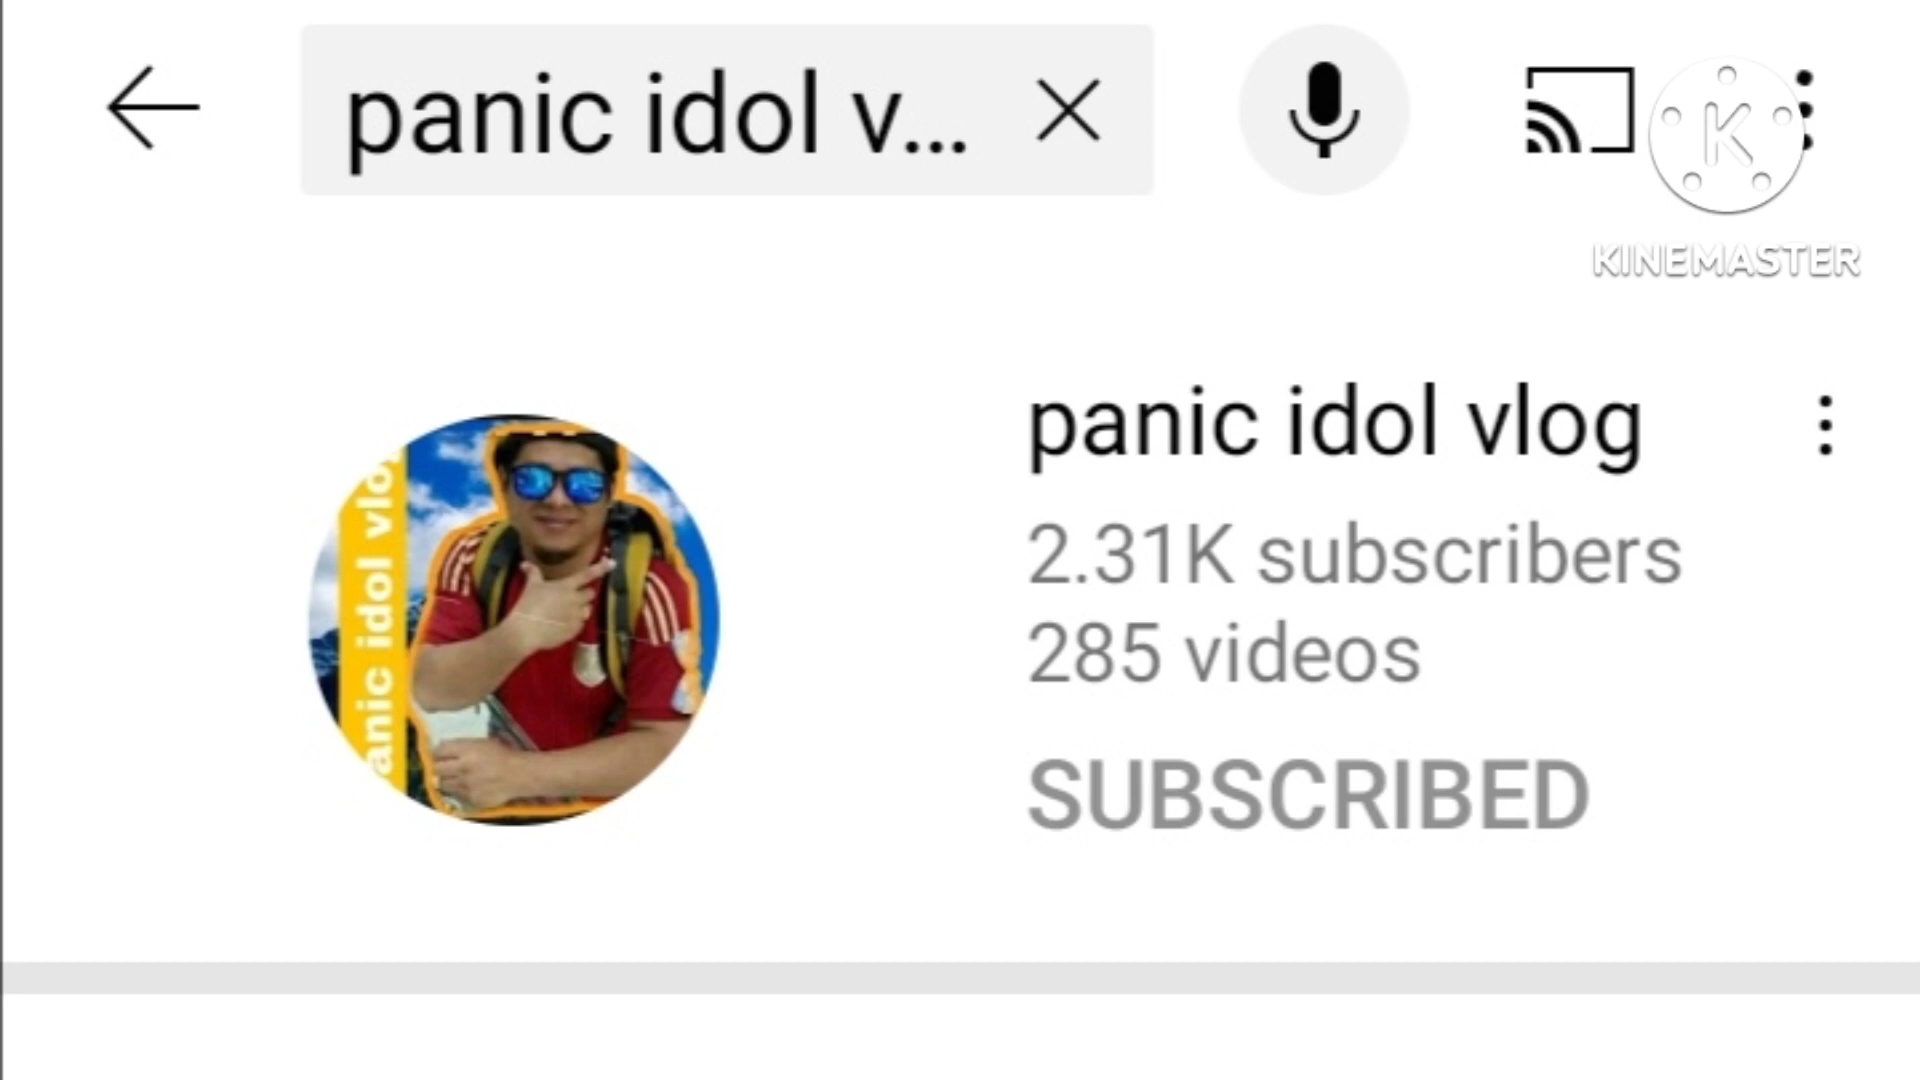 panic idol v...
K
KINEMASTER
panic idol vlog
2.31K subscribers
285 videos
SUBSCRIBED
anic idol vlo